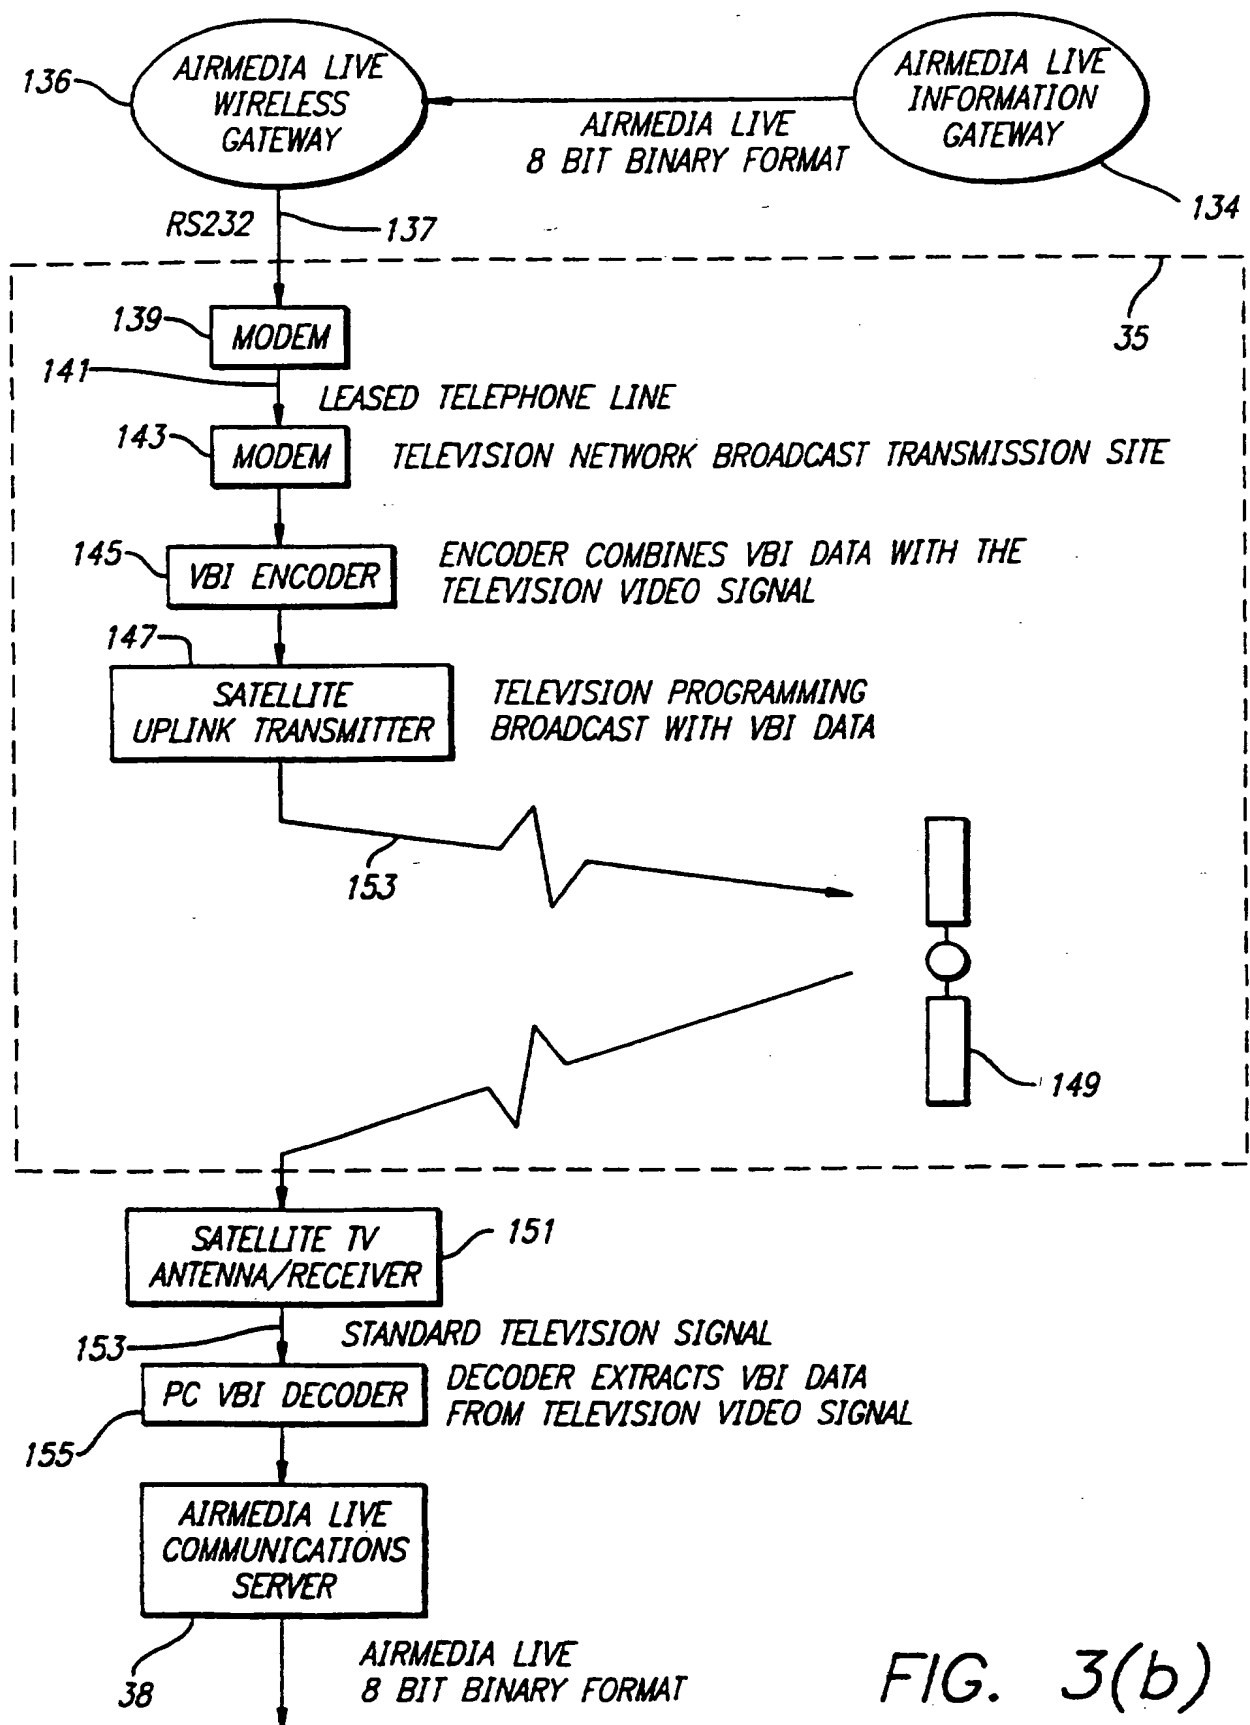 136
AIRMEDIA LIVE
WIRELESS
GATEWAY
AIRMEDIA LIVE
INFORMATION
GATEWAY
134
AIRMEDIA LIVE
8 BIT BINARY FORMAT
RS232
137
35
139
MODEM
141
LEASED TELEPHONE LINE
143
MODEM
TELEVISION NETWORK BROADCAST TRANSMISSION SITE
145
VBI ENCODER
ENCODER COMBINES VBI DATA WITH THE
TELEVISION VIDEO SIGNAL
147
SATELLITE
UPLINK TRANSMITTER
TELEVISION PROGRAMMING
BROADCAST WITH VBI DATA
153
149
SATELLITE TV
ANTENNA/RECEIVER
151
153
STANDARD TELEVISION SIGNAL
PC VBI DECODER
DECODER EXTRACTS VBI DATA
FROM TELEVISION VIDEO SIGNAL
155
AIRMEDIA LIVE
COMMUNICATIONS
SERVER
38
AIRMEDIA LIVE
8 BIT BINARY FORMAT
FIG. 3(b)